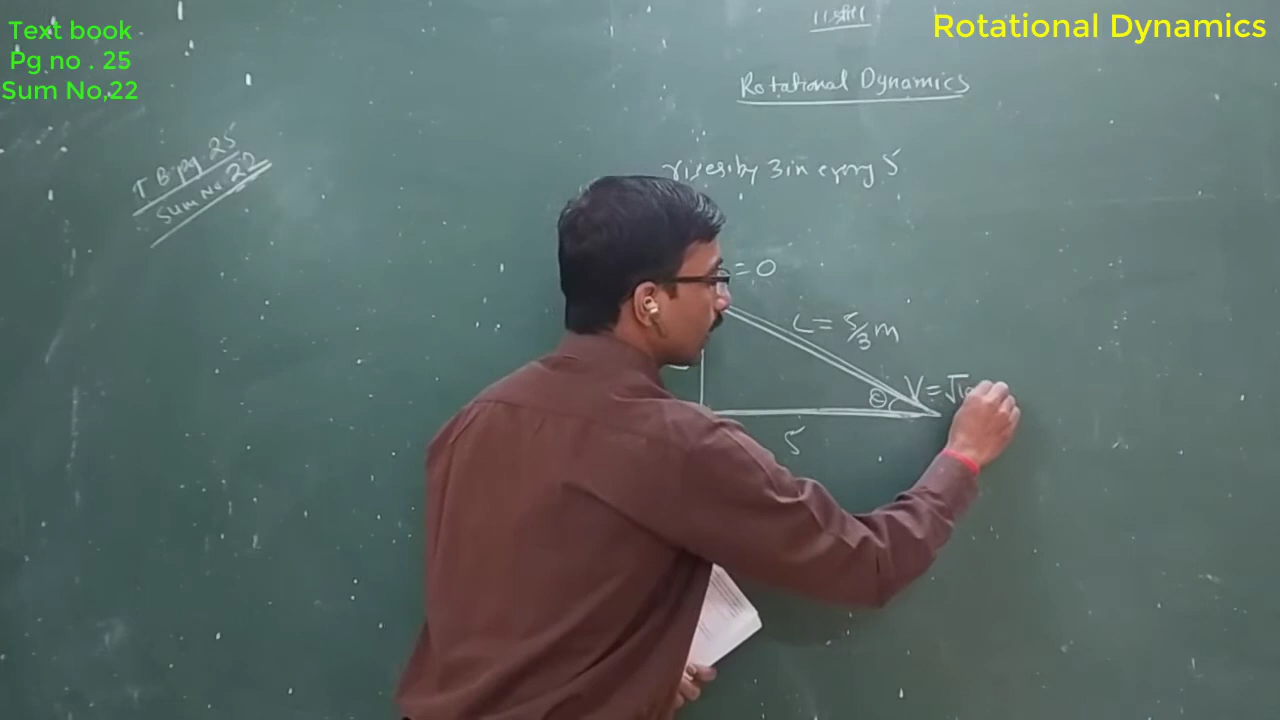 Text book
Pg no . 25
Sum No,22
Rotational Dynamics
Rotational Dynamics
T B pg. 25
Sum No. 22
rises by 3 in every 5
= 0
L = 5/3 m
θ
V = √10
5